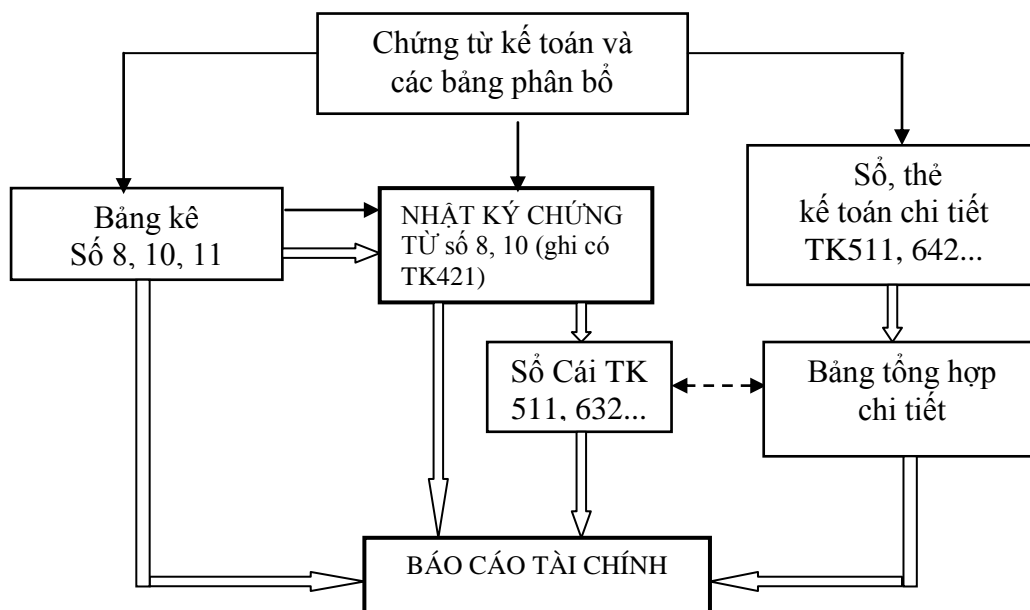 Chứng từ kế toán và
các bảng phân bổ
Bảng kê
Số 8, 10, 11
NHẬT KÝ CHỨNG
TỪ số 8, 10 (ghi có
TK421)
Sổ, thẻ
kế toán chi tiết
TK511, 642...
Sổ Cái TK
511, 632...
Bảng tổng hợp
chi tiết
BÁO CÁO TÀI CHÍNH